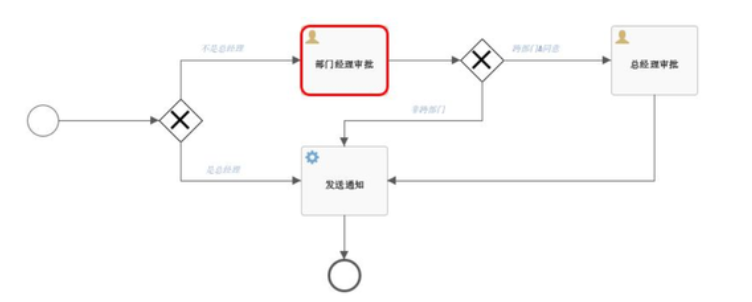 不是总经理
部门经理审批
跨部门&同意
总经理审批
非跨部门
是总经理
发送通知